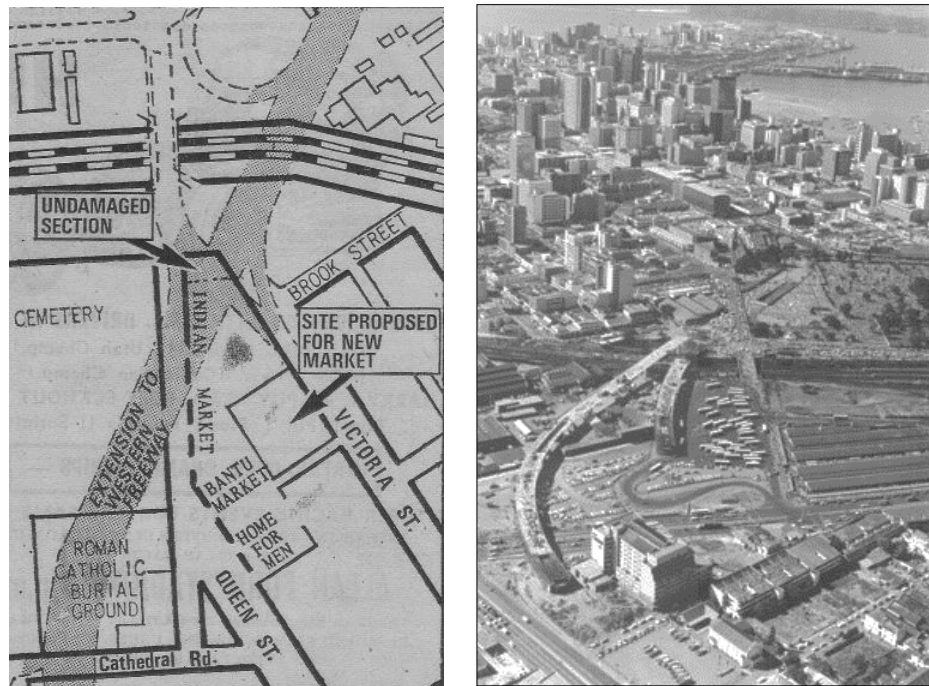 UNDAMAGED
SECTION
BROOK STREET
CEMETERY
SITE PROPOSED
FOR NEW
MARKET
INDIAN
MARKET
EXTENSION TO
WESTERN
FREEWAY
VICTORIA
ST.
BANTU
MARKET
HOME
FOR
MEN
ROMAN
CATHOLIC
BURIAL
GROUND
QUEEN
ST.
Cathedral Rd.